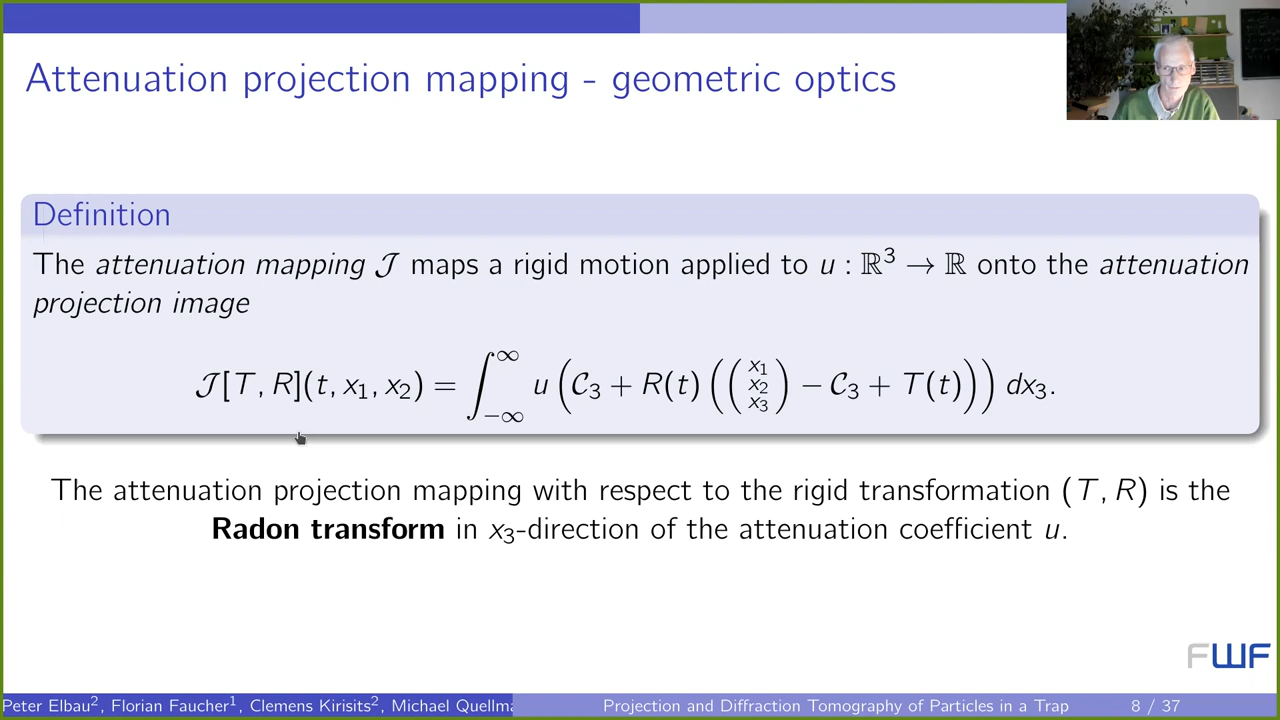 Attenuation projection mapping - geometric optics
Definition
The attenuation mapping 𝒥 maps a rigid motion applied to u : ℝ³ → ℝ onto the attenuation
projection image
𝒥[T, R](t, x₁, x₂) = ∫_{−∞}^{∞} u(𝒞₃ + R(t)((x₁ x₂ x₃) − 𝒞₃ + T(t))) dx₃.
The attenuation projection mapping with respect to the rigid transformation (T, R) is the
Radon transform in x₃-direction of the attenuation coefficient u.
FWF
Peter Elbau², Florian Faucher¹, Clemens Kirisits², Michael Quellma
Projection and Diffraction Tomography of Particles in a Trap
8 / 37